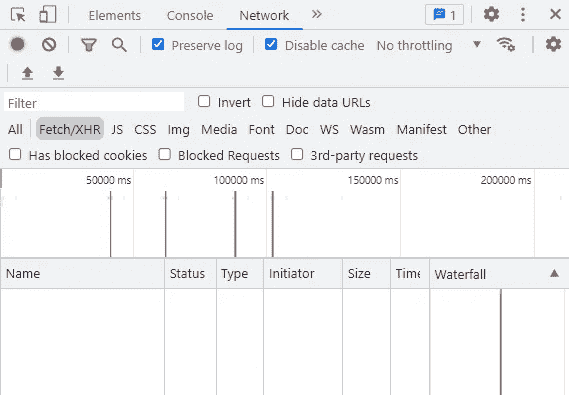 Elements Console Network » 1
Preserve log Disable cache No throttling
Filter Invert Hide data URLs
All Fetch/XHR JS CSS Img Media Font Doc WS Wasm Manifest Other
Has blocked cookies Blocked Requests 3rd-party requests
50000 ms 100000 ms 150000 ms 200000 ms
Name Status Type Initiator Size Time Waterfall